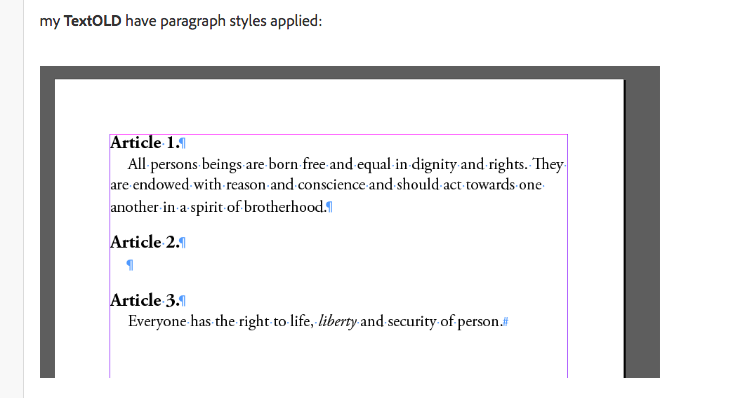 my TextOLD have paragraph styles applied:
Article 1.¶
All persons beings are born free and equal in dignity and rights. They
are endowed with reason and conscience and should act towards one
another in a spirit of brotherhood.¶
Article 2.¶
¶
Article 3.¶
Everyone has the right to life, liberty and security of person.#